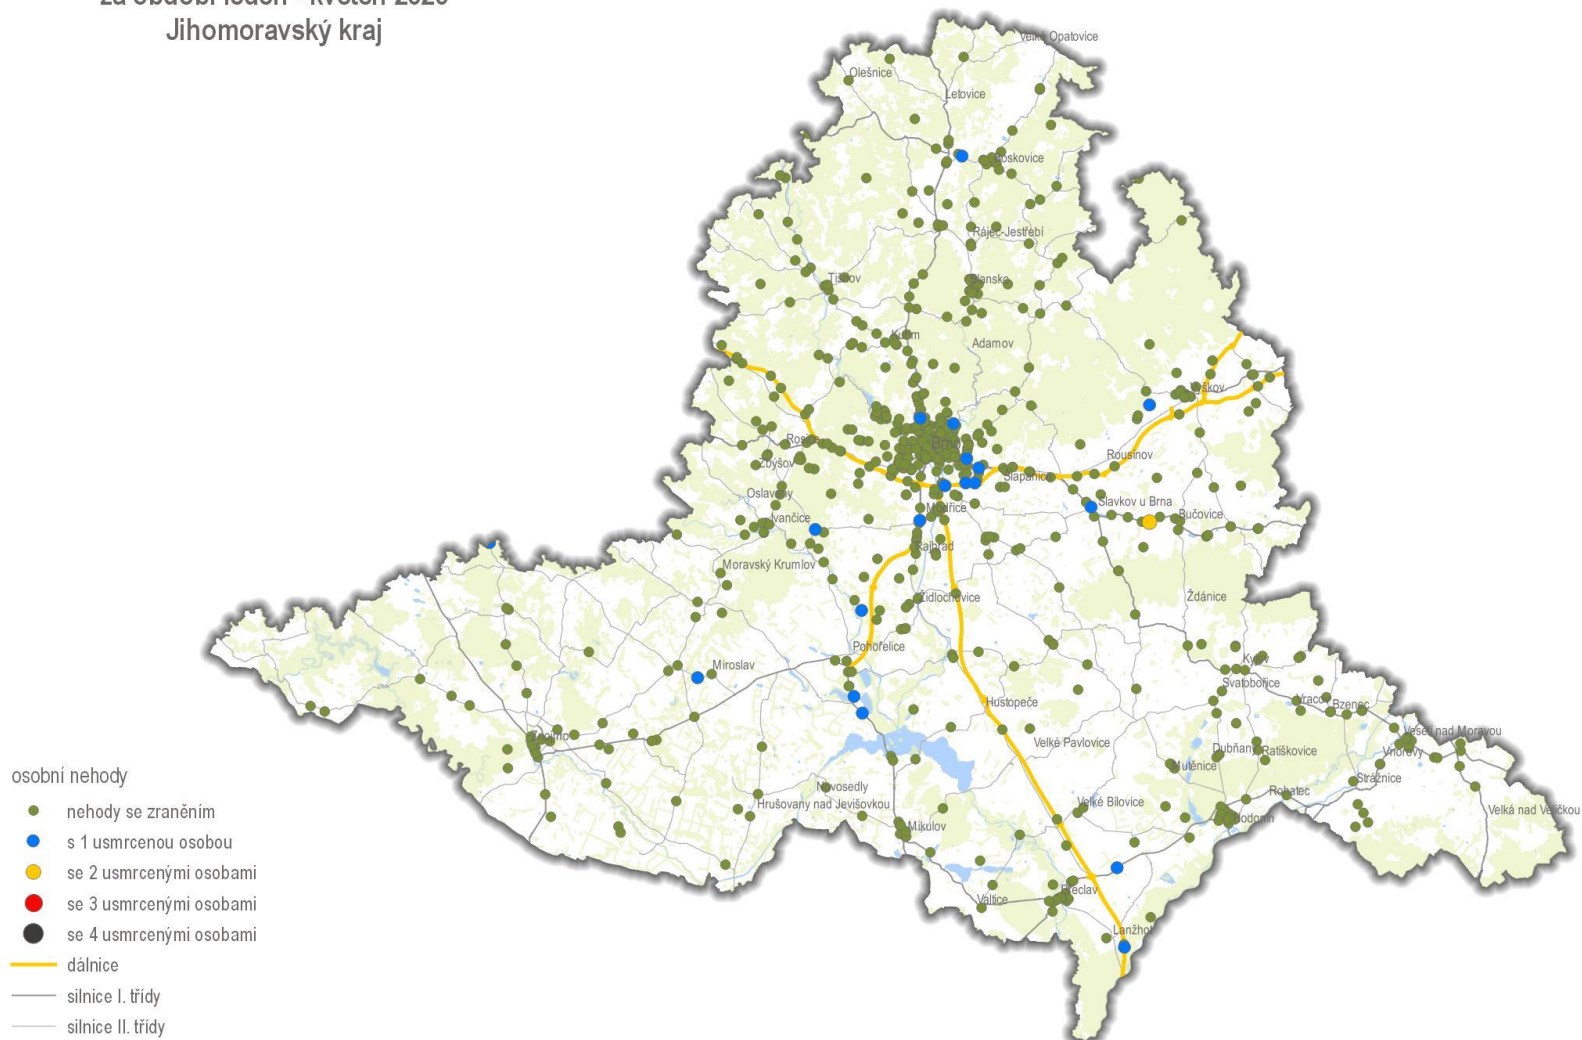 Jihomoravský kraj
Velké Opatovice
Olešnice
Letovice
Boskovice
Rájec-Jestřebí
Tišnov
Blansko
Kuřim
Adamov
Vyškov
Brno
Rosice
Rousínov
Zbyšov
Šlapanice
Oslavany
Slavkov u Brna
Ivančice
Modřice
Bučovice
Rajhrad
Moravský Krumlov
Židlochovice
Ždánice
Pohořelice
Miroslav
Kyjov
Svatobořice
Hustopeče
Vracov
Bzenec
Znojmo
Velké Pavlovice
Veselí nad Moravou
Dubňany
Ratíškovice
Vnorovy
Mutěnice
Strážnice
osobní nehody
Novosedly
Rohatec
Hrušovany nad Jevišovkou
Velké Bílovice
nehody se zraněním
Hodonín
Velká nad Veličkou
Mikulov
s 1 usmrcenou osobou
se 2 usmrcenými osobami
Břeclav
Valtice
se 3 usmrcenými osobami
Lanžhot
se 4 usmrcenými osobami
dálnice
silnice I. třídy
silnice II. třídy